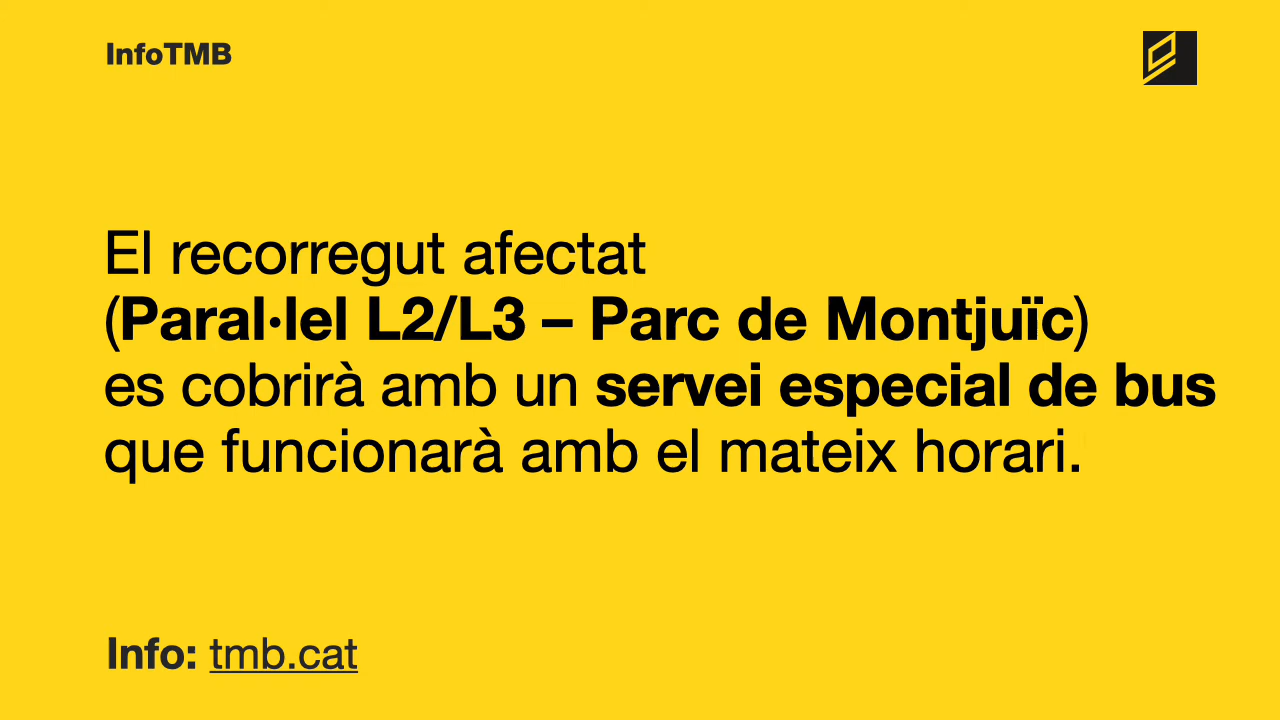 InfoTMB
El recorregut afectat
(Paral·lel L2/L3 – Parc de Montjuïc)
es cobrirà amb un servei especial de bus
que funcionarà amb el mateix horari.
Info: tmb.cat